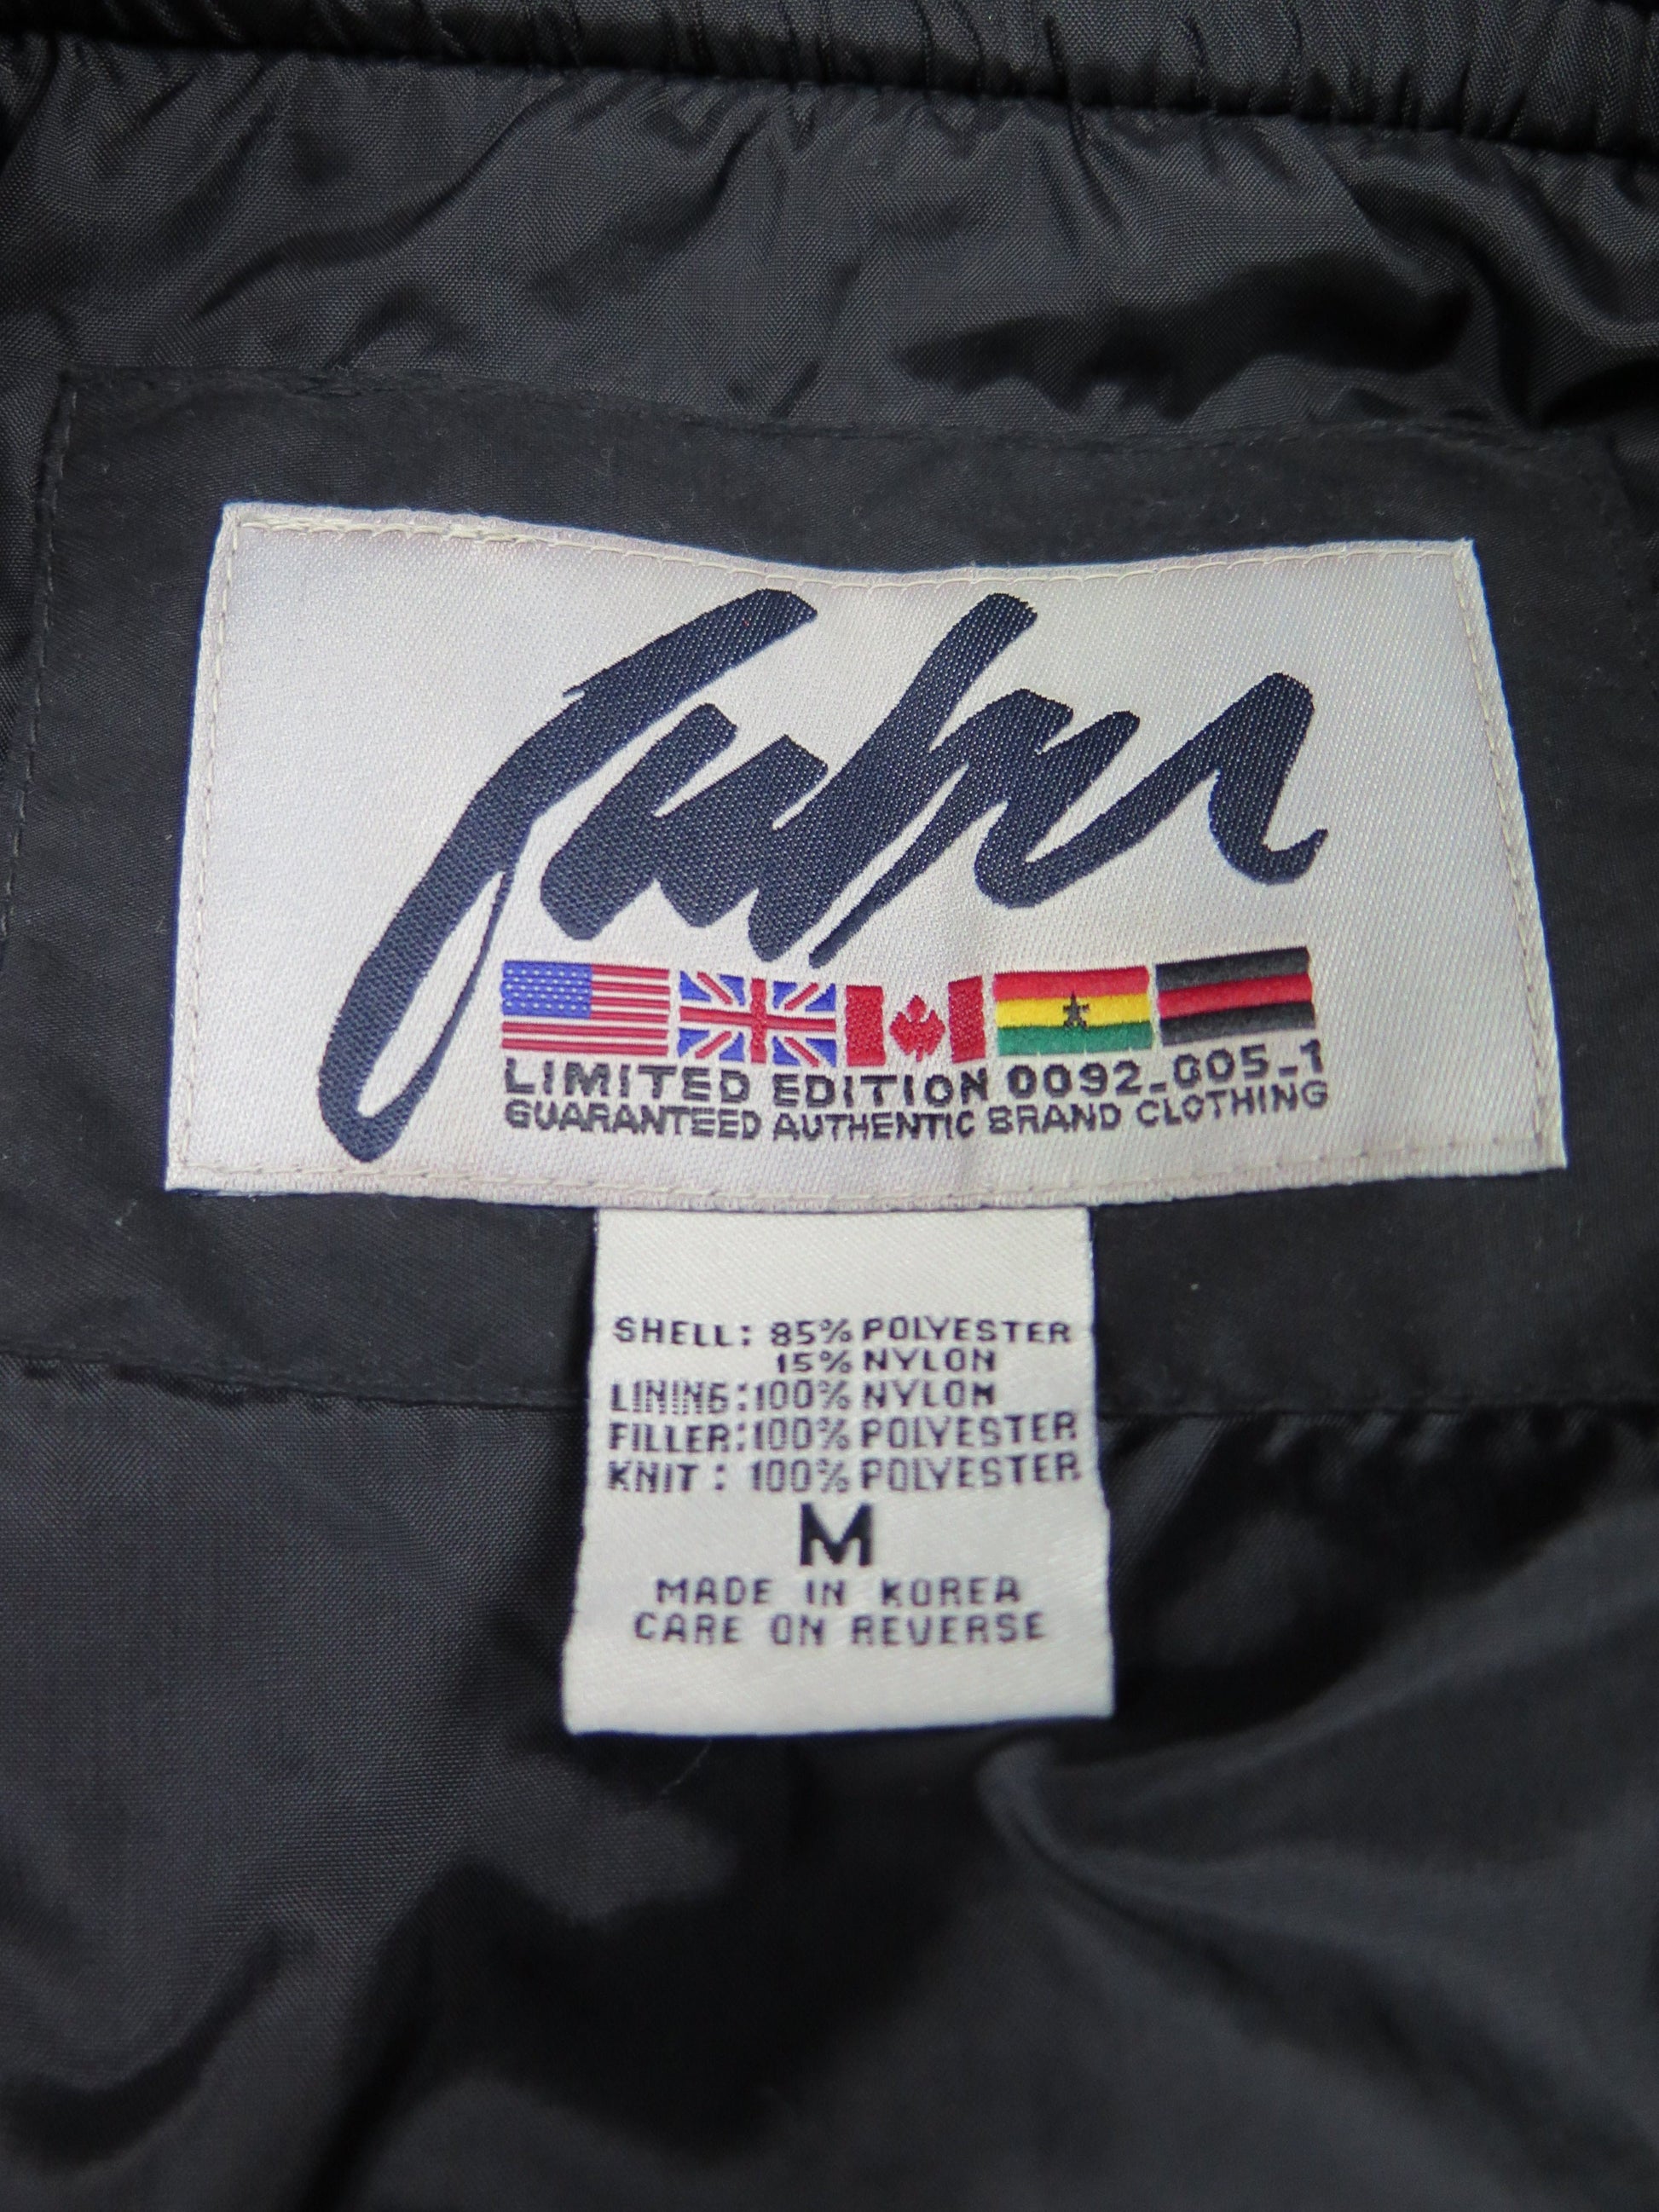 LIMITED EDITION 0092_005_1
GUARANTEED AUTHENTIC BRAND CLOTHING
SHELL: 85% POLYESTER
15% NYLON
LINING: 100% NYLON
FILLER: 100% POLYESTER
KNIT : 100% POLYESTER
M
MADE IN KOREA
CARE ON REVERSE